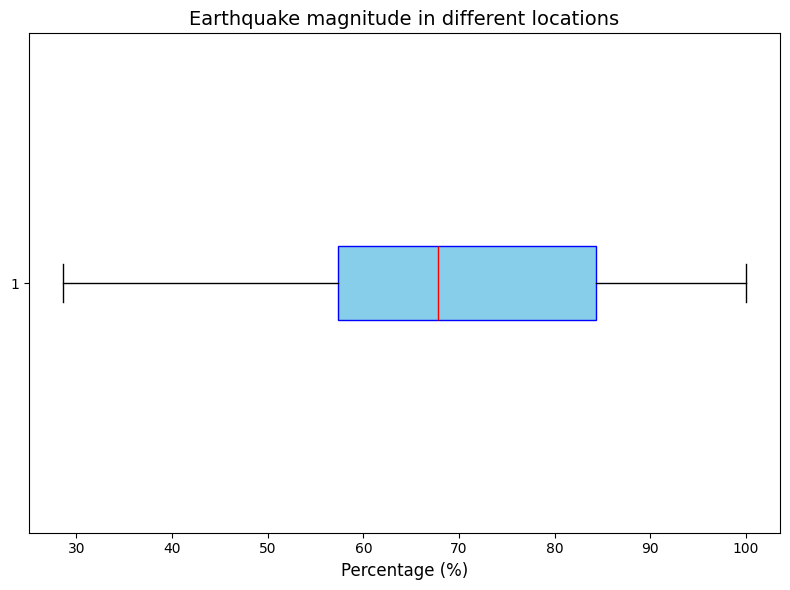 Earthquake magnitude in different locations
1
30 40 50 60 70 80 90 100
Percentage (%)